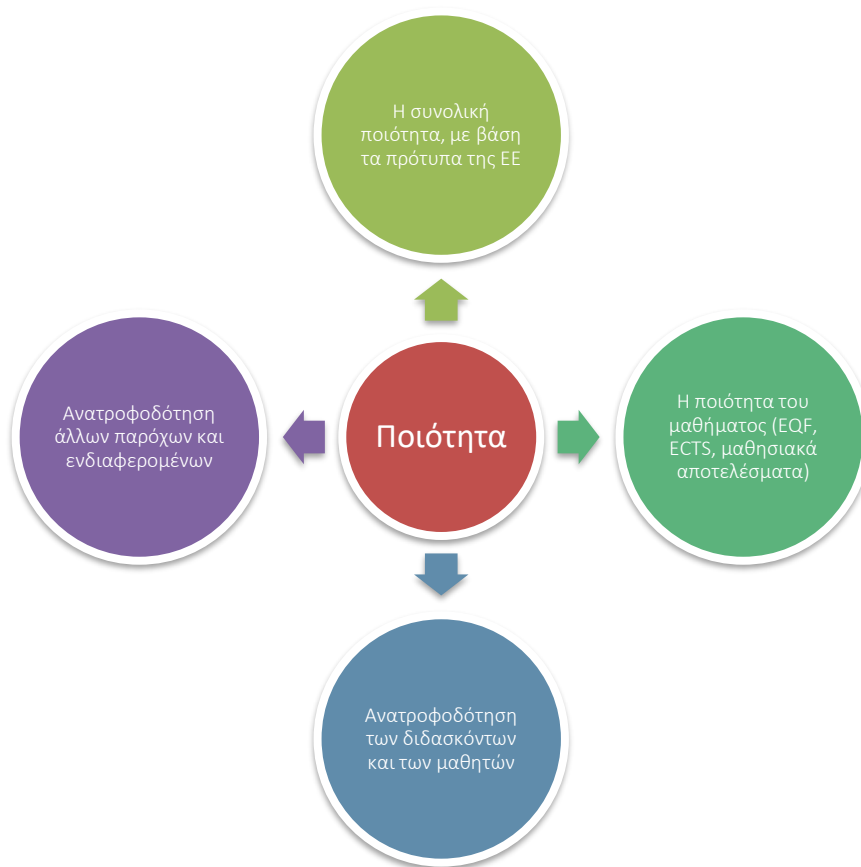 Η συνολική
ποιότητα, με βάση
τα πρότυπα της ΕΕ
Ανατροφοδότηση
άλλων παρόχων και
ενδιαφερομένων
Ποιότητα
Η ποιότητα του
μαθήματος (EQF,
ECTS, μαθησιακά
αποτελέσματα)
Ανατροφοδότηση
των διδασκόντων
και των μαθητών